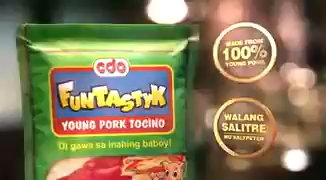 cdo
FUNTASTYK
YOUNG PORK TOCINO
Di gawa sa inahing baboy!
MADE FROM
100%
YOUNG PORK
WALANG
SALITRE
NO SALTPETER